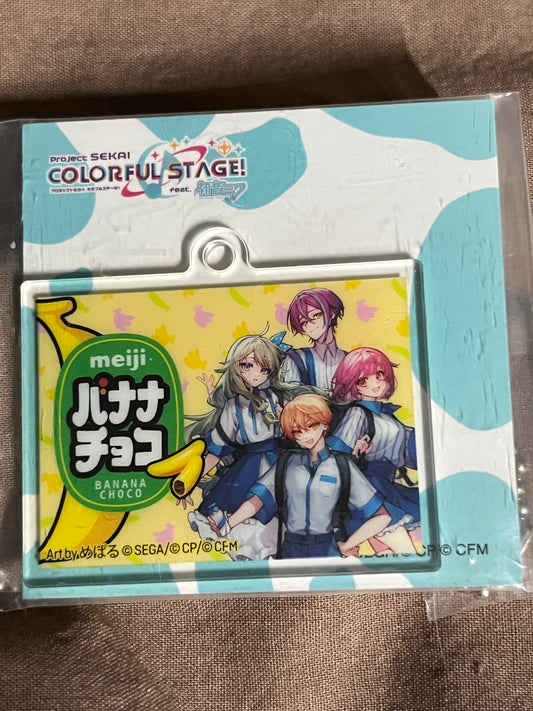 Project SEKAI
COLORFUL STAGE!
プロジェクトセカイ カラフルステージ!
feat. 初音ミク
meiji
バナナ
チョコ
BANANA
CHOCO
Art by めばる © SEGA/© CP/© CFM
© SEGA/© CP/© CFM